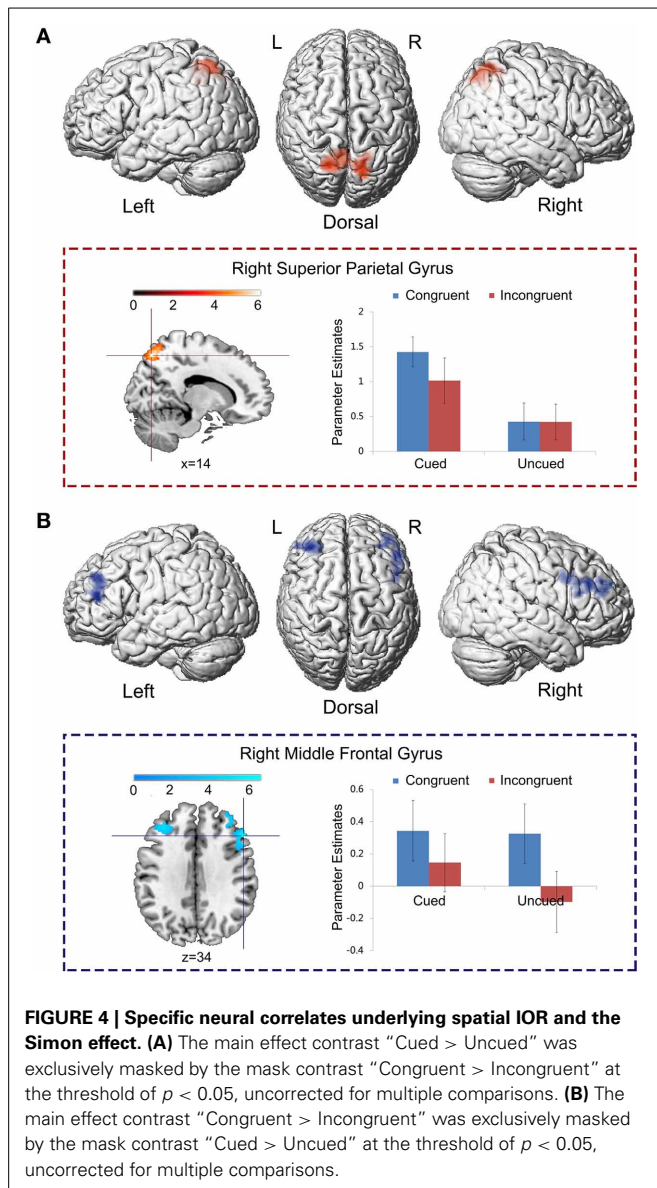 A
L R
Left
Dorsal
Right
Right Superior Parietal Gyrus
0 2 4 6
x=14
Congruent Incongruent
Parameter Estimates
2
1.5
1
0.5
0
Cued Uncued
B
L R
Left
Dorsal
Right
Right Middle Frontal Gyrus
0 2 4 6
z=34
Congruent Incongruent
Parameter Estimates
0.6
0.4
0.2
0
-0.2
-0.4
Cued Uncued
FIGURE 4 | Specific neural correlates underlying spatial IOR and the
Simon effect. (A) The main effect contrast “Cued > Uncued” was
exclusively masked by the mask contrast “Congruent > Incongruent” at
the threshold of p < 0.05, uncorrected for multiple comparisons. (B) The
main effect contrast “Congruent > Incongruent” was exclusively masked
by the mask contrast “Cued > Uncued” at the threshold of p < 0.05,
uncorrected for multiple comparisons.